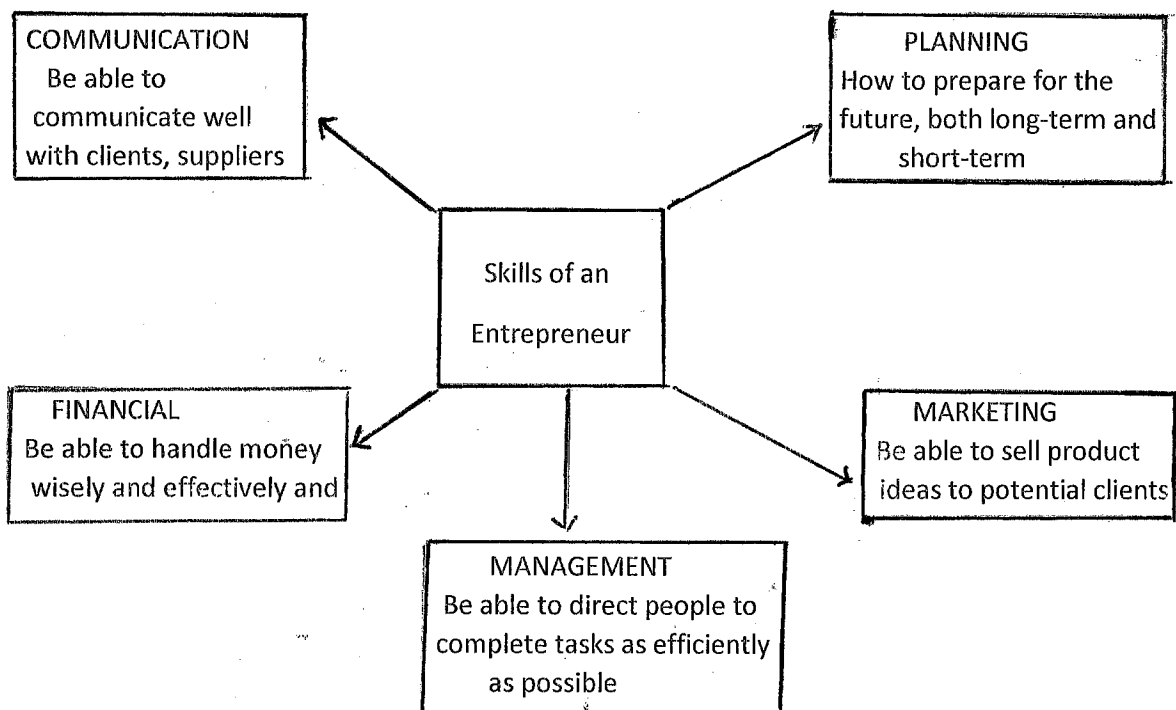 COMMUNICATION
Be able to
communicate well
with clients, suppliers
PLANNING
How to prepare for the
future, both long-term and
short-term
Skills of an
Entrepreneur
FINANCIAL
Be able to handle money
wisely and effectively and
MARKETING
Be able to sell product
ideas to potential clients
MANAGEMENT
Be able to direct people to
complete tasks as efficiently
as possible